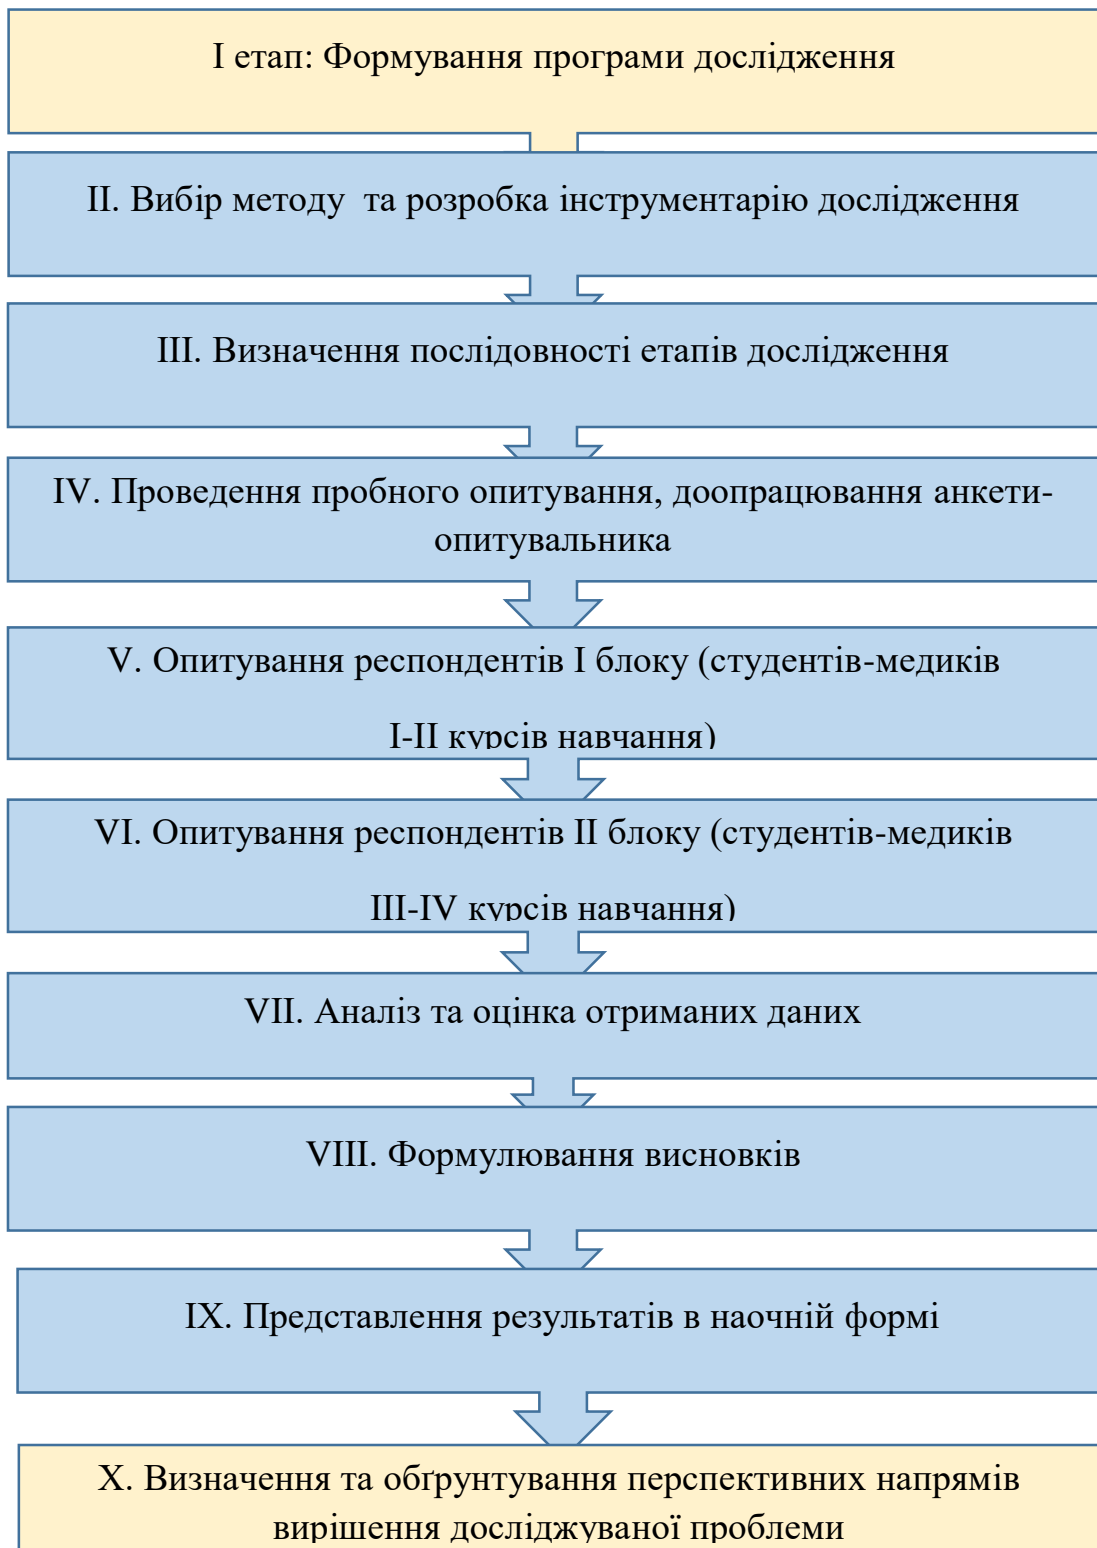 І етап: Формування програми дослідження
ІІ. Вибір методу та розробка інструментарію дослідження
ІІІ. Визначення послідовності етапів дослідження
IV. Проведення пробного опитування, доопрацювання анкети-
опитувальника
V. Опитування респондентів І блоку (студентів-медиків
І-ІІ курсів навчання)
VI. Опитування респондентів ІІ блоку (студентів-медиків
ІІІ-IV курсів навчання)
VII. Аналіз та оцінка отриманих даних
VIII. Формулювання висновків
IX. Представлення результатів в наочній формі
X. Визначення та обґрунтування перспективних напрямів
вирішення досліджуваної проблеми